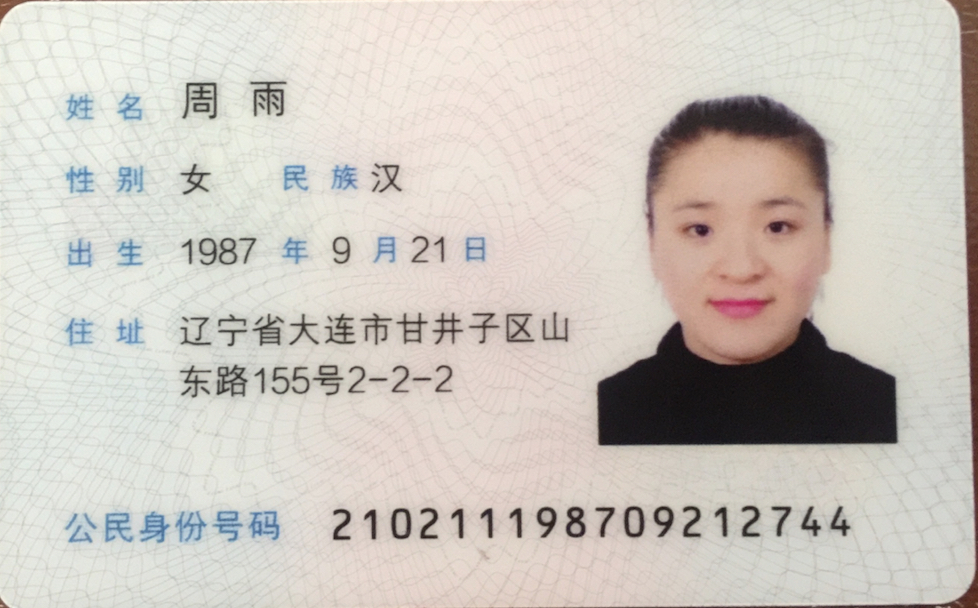 姓名 周雨
性别 女 民族 汉
出生 1987 年 9 月 21 日
住址 辽宁省大连市甘井子区山
东路155号2-2-2
公民身份号码 210211198709212744